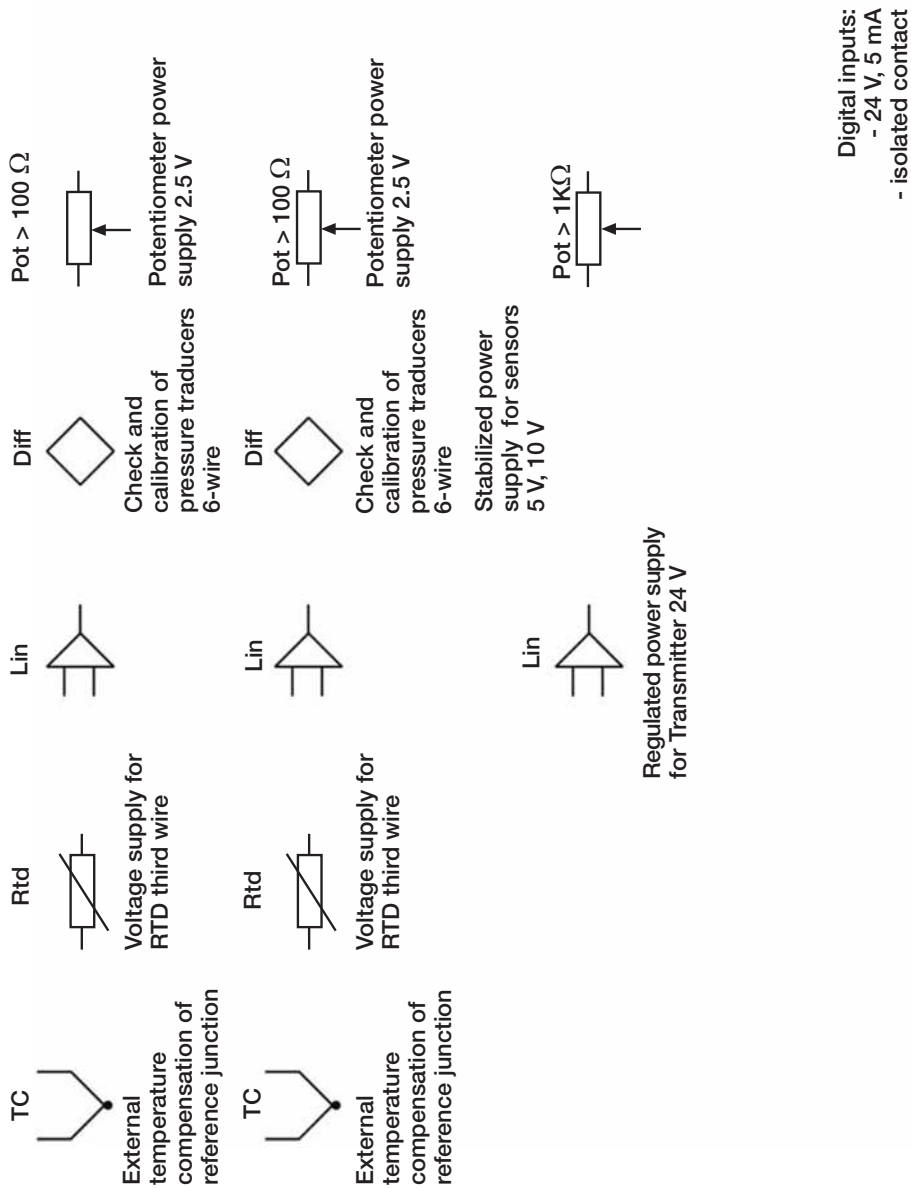 TC
External
temperature
compensation of
reference junction
Rtd
Voltage supply for
RTD third wire
Lin
Diff
Check and
calibration of
pressure traducers
6-wire
Pot > 100 Ω
Potentiometer power
supply 2.5 V
TC
External
temperature
compensation of
reference junction
Rtd
Voltage supply for
RTD third wire
Lin
Diff
Check and
calibration of
pressure traducers
6-wire
Pot > 100 Ω
Potentiometer power
supply 2.5 V
Stabilized power
supply for sensors
5 V, 10 V
Lin
Regulated power supply
for Transmitter 24 V
Pot > 1KΩ
Digital inputs:
- 24 V, 5 mA
- isolated contact